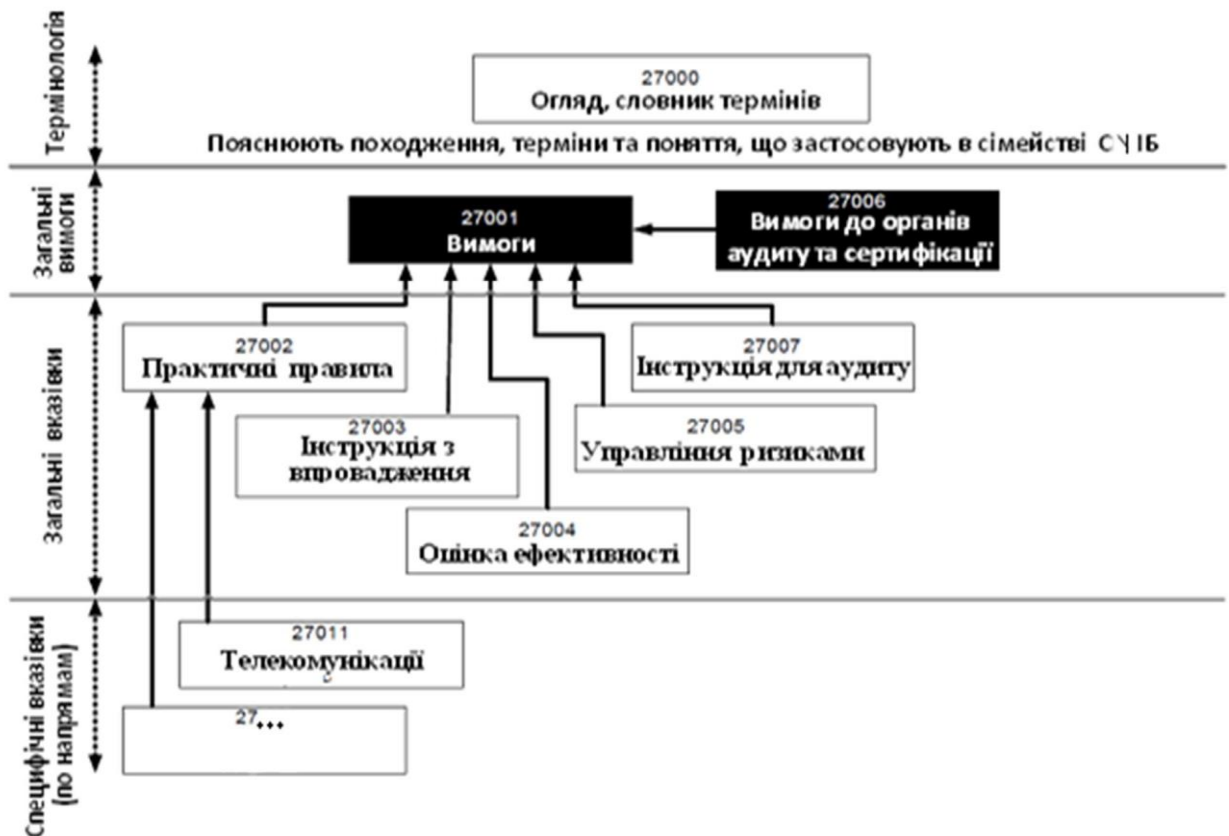 Термінологія
27000
Огляд, словник термінів
Пояснюють походження, терміни та поняття, що застосовують в сімействі
Загальні
вимоги
27001
Вимоги
27006
Вимоги до органів
аудиту та сертифікації
Загальні вказівки
27002
Практичні правила
27007
Інструкція для аудиту
27003
Інструкція з
впровадження
27005
Управління ризиками
27004
Оцінка ефективності
Специфічні вказівки
(по напрямам)
27011
Телекомунікації
27...